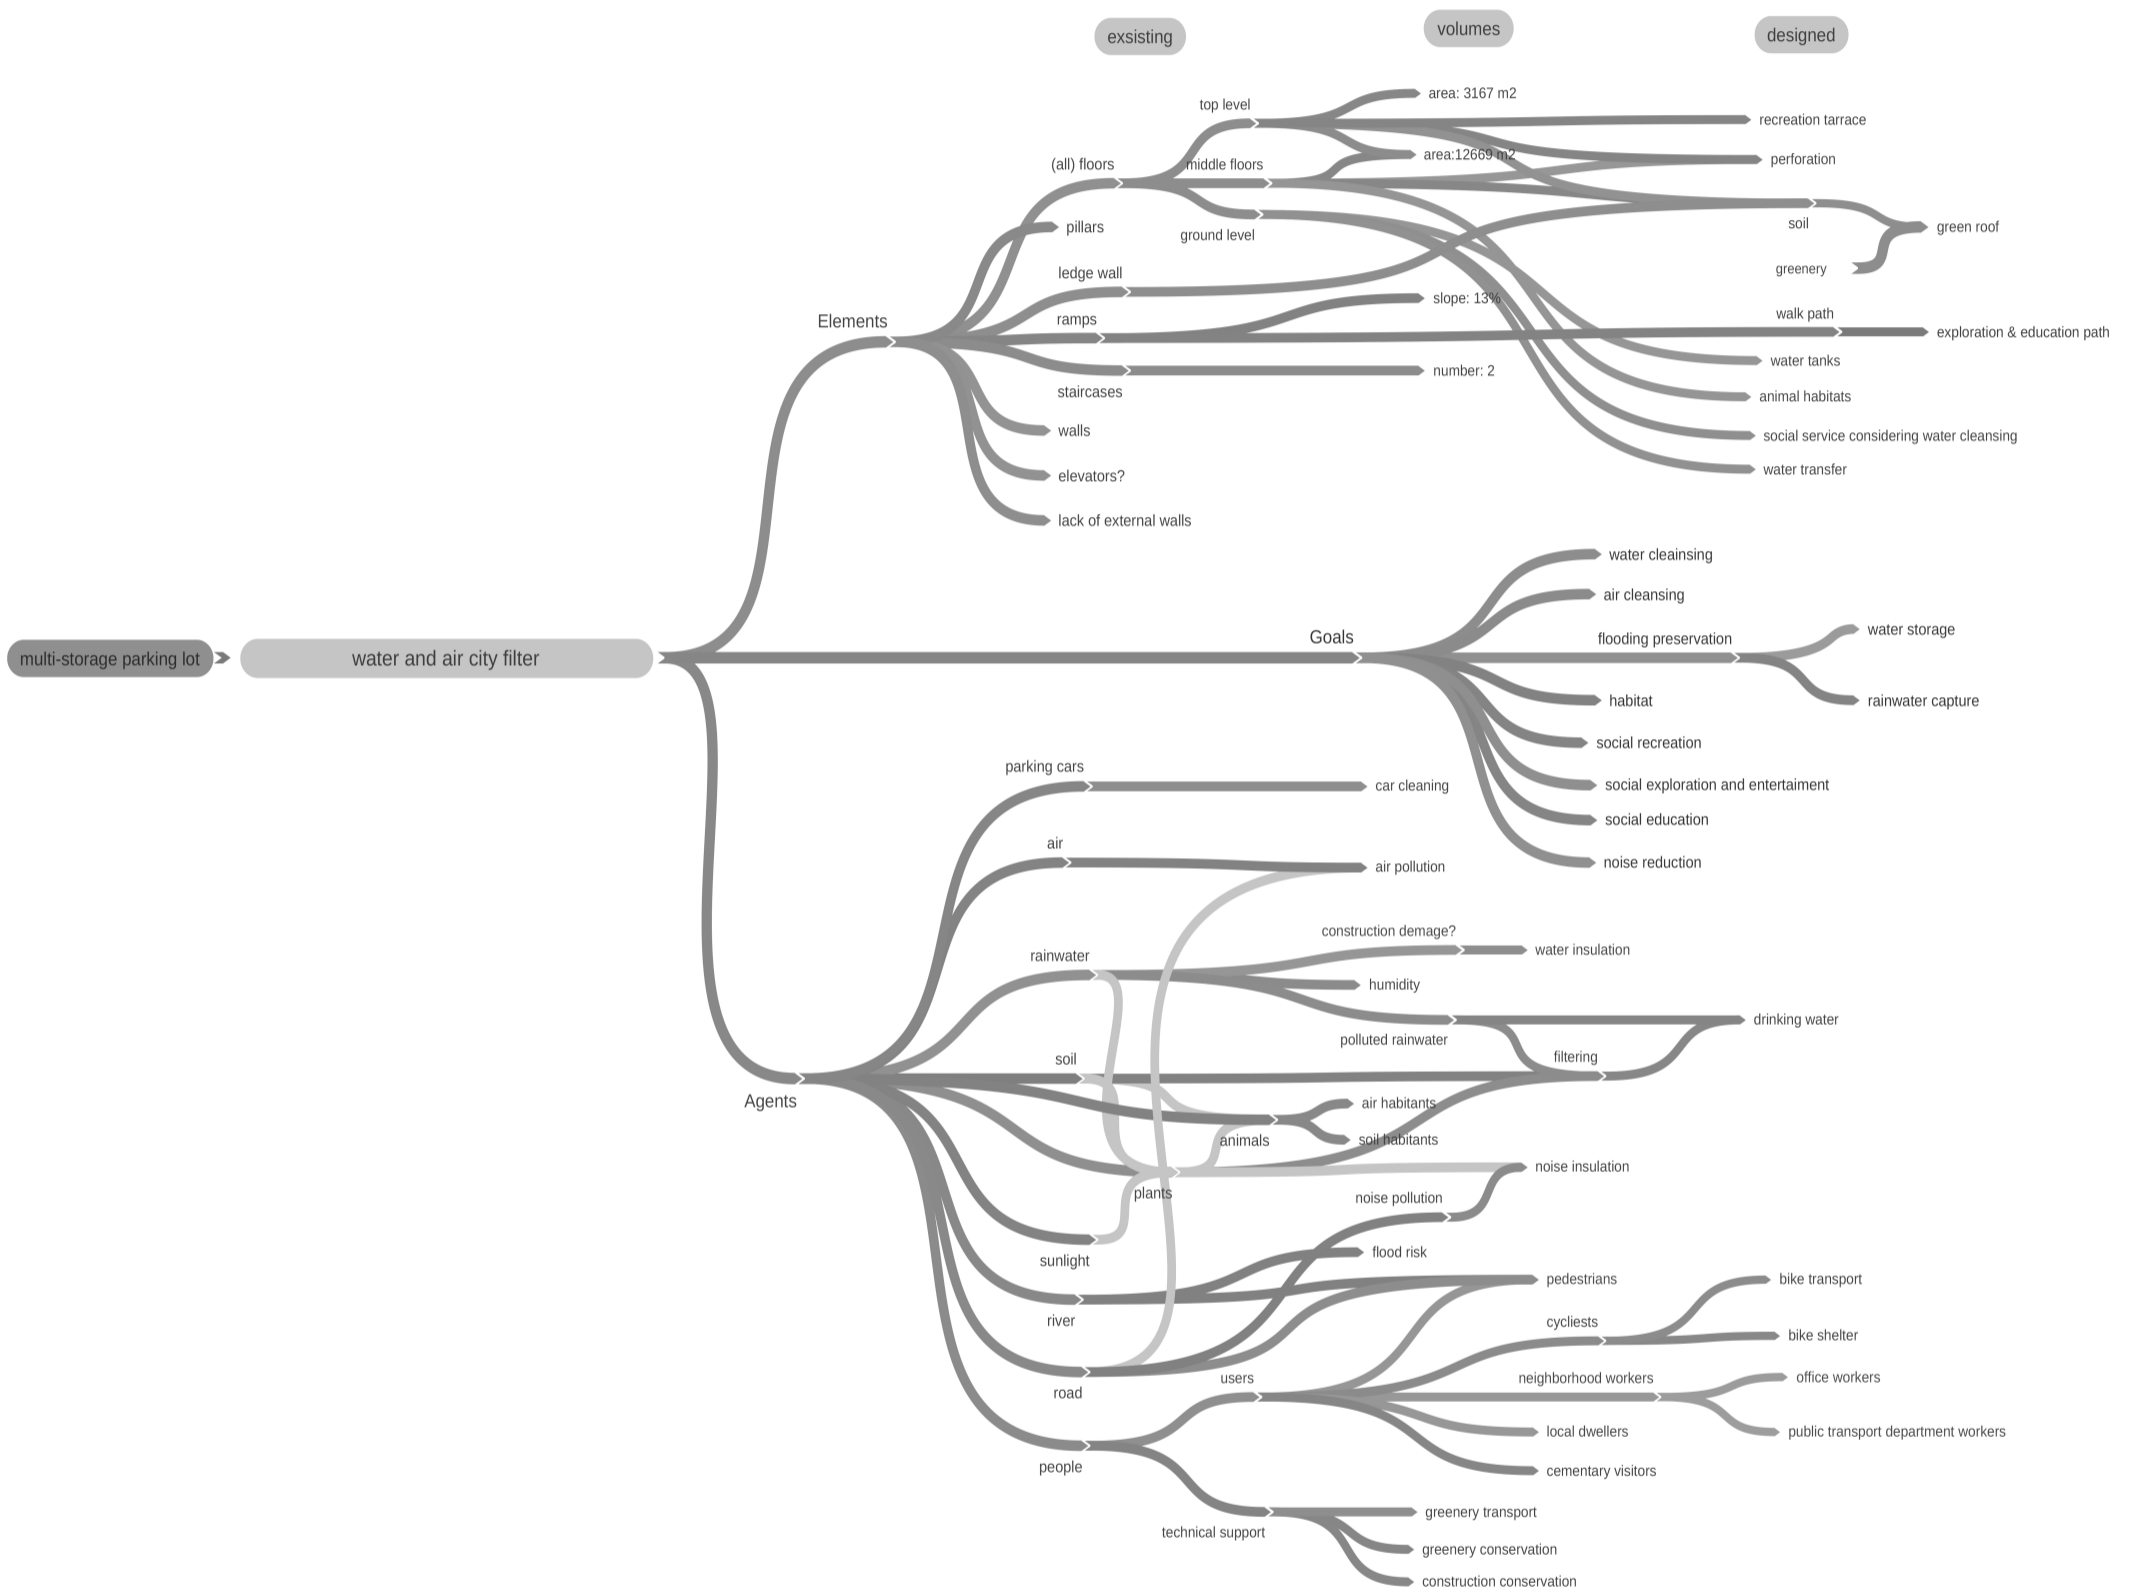 exsisting
volumes
designed
top level
area: 3167 m2
recreation tarrace
(all) floors
middle floors
area:12669 m2
perforation
pillars
ground level
soil
green roof
ledge wall
greenery
Elements
ramps
slope: 13%
walk path
exploration & education path
staircases
number: 2
water tanks
animal habitats
walls
social service considering water cleansing
elevators?
water transfer
lack of external walls
water cleainsing
air cleansing
multi-storage parking lot
water and air city filter
Goals
flooding preservation
water storage
habitat
rainwater capture
social recreation
parking cars
car cleaning
social exploration and entertaiment
social education
air
air pollution
noise reduction
rainwater
construction demage?
water insulation
humidity
polluted rainwater
drinking water
soil
filtering
Agents
air habitants
animals
soil habitants
plants
noise insulation
noise pollution
sunlight
flood risk
river
pedestrians
bike transport
cycliests
bike shelter
road
users
neighborhood workers
office workers
people
local dwellers
public transport department workers
cementary visitors
technical support
greenery transport
greenery conservation
construction conservation